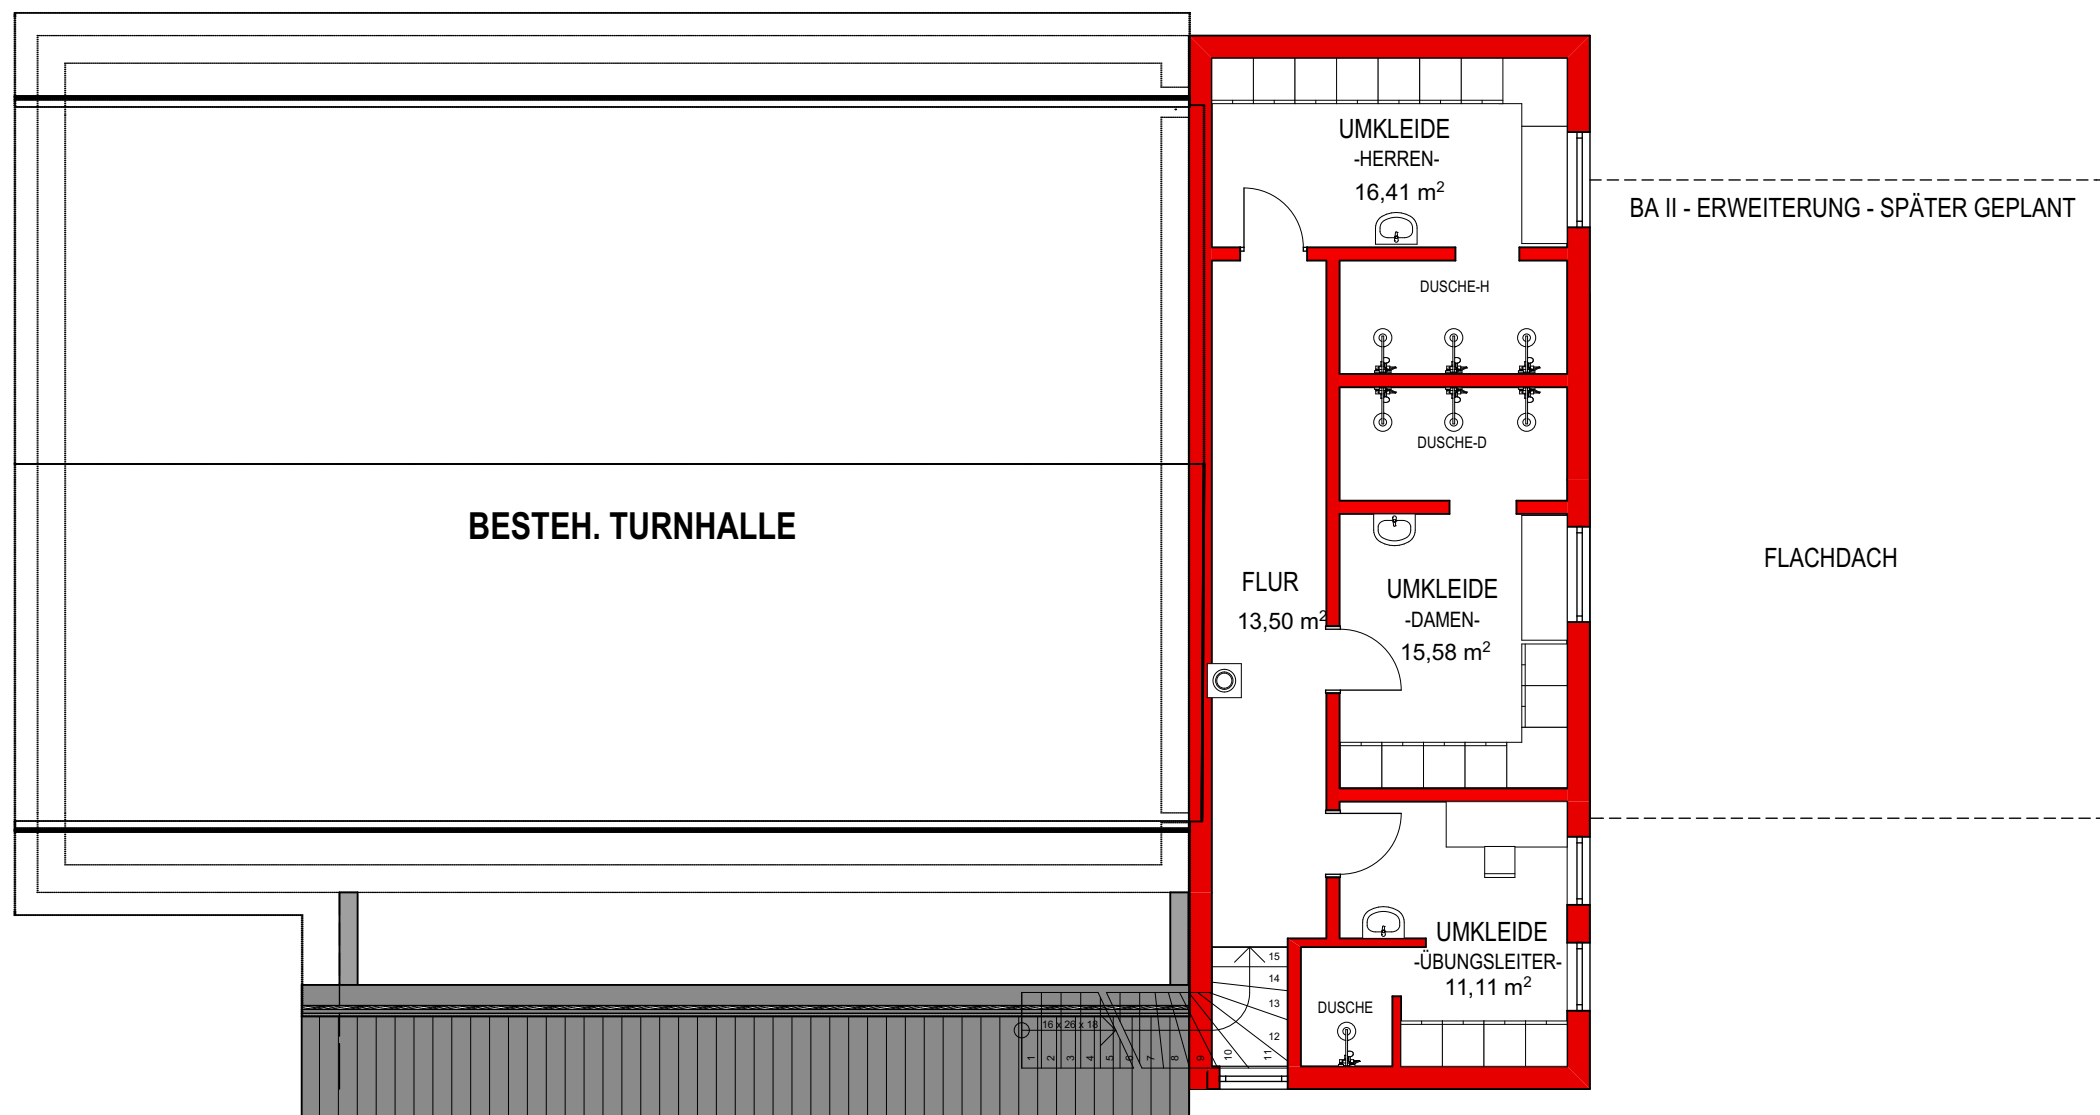 UMKLEIDE
-HERREN-
16,41 m²
BA II - ERWEITERUNG - SPÄTER GEPLANT
DUSCHE-H
DUSCHE-D
BESTEH. TURNHALLE
FLACHDACH
FLUR
13,50 m²
UMKLEIDE
-DAMEN-
15,58 m²
UMKLEIDE
-ÜBUNGSLEITER-
11,11 m²
DUSCHE
16 x 26 x 18
1
2
3
4
5
6
7
8
9
10
11
12
13
14
15